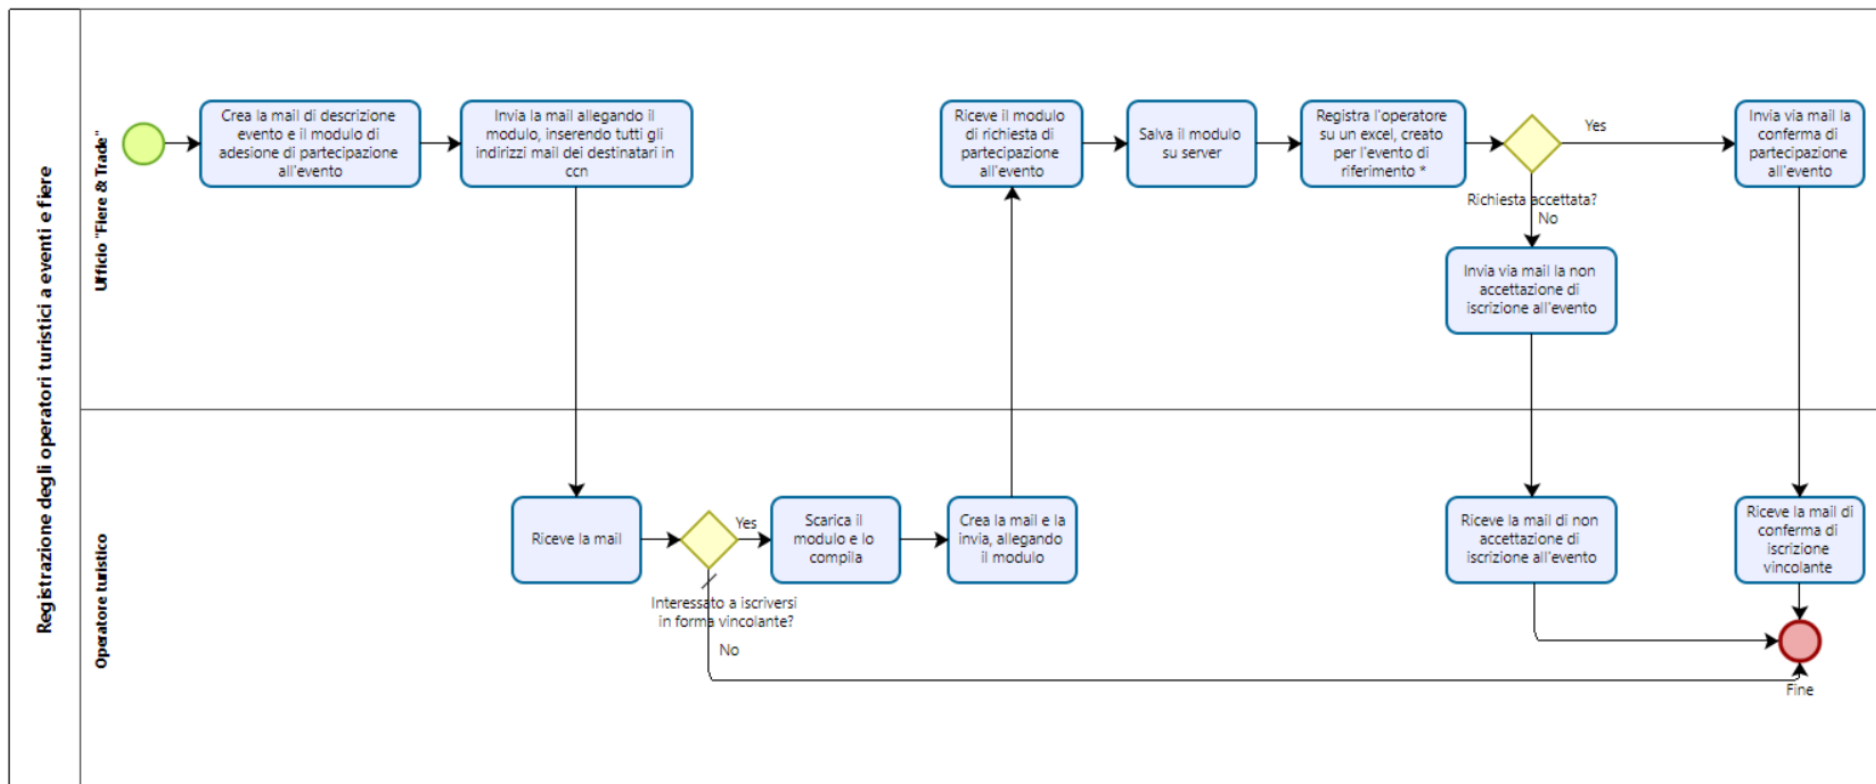 Registrazione degli operatori turistici a eventi e fiere
Ufficio "Fiere & Trade"
Crea la mail di descrizione
evento e il modulo di
adesione di partecipazione
all'evento
Invia la mail allegando il
modulo, inserendo tutti gli
indirizzi mail dei destinatari in
ccn
Riceve il modulo
di richiesta di
partecipazione
all'evento
Salva il modulo
su server
Registra l'operatore
su un excel, creato
per l'evento di
riferimento *
Richiesta accettata?
Yes
No
Invia via mail la
conferma di
partecipazione
all'evento
Invia via mail la non
accettazione di
iscrizione all'evento
Operatore turistico
Riceve la mail
Interessato a iscriversi
in forma vincolante?
Yes
No
Scarica il
modulo e lo
compila
Crea la mail e la
invia, allegando
il modulo
Riceve la mail di non
accettazione di
iscrizione all'evento
Riceve la mail di
conferma di
iscrizione
vincolante
Fine